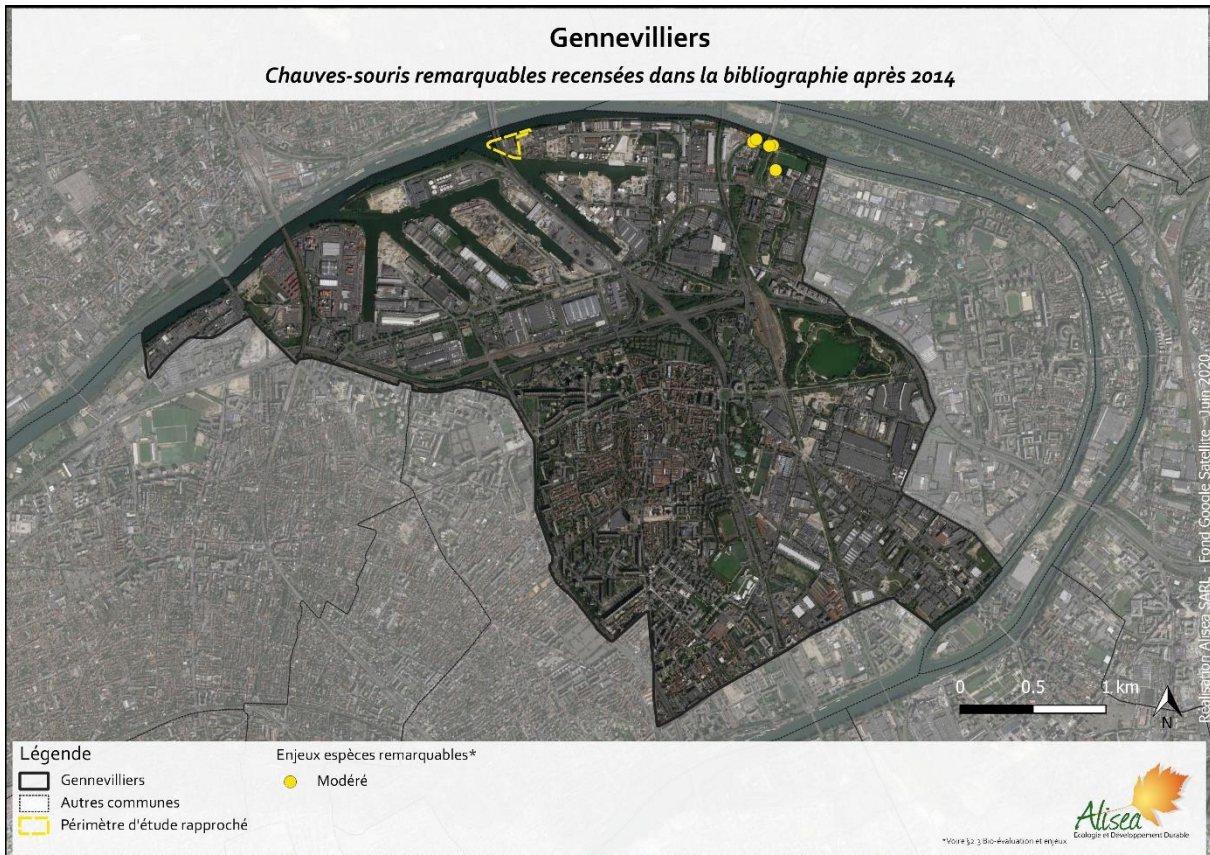 Gennevilliers
Chauves-souris remarquables recensées dans la bibliographie après 2014
Réalisation Alisea SARL - Fond Google Satellite - Juin 2020
0 0.5 1 km
N
Légende
Gennevilliers
Autres communes
Périmètre d'étude rapproché
Enjeux espèces remarquables*
Modéré
*Voire §2.3 Bio-évaluation et enjeux
Alisea
Ecologie et Développement Durable